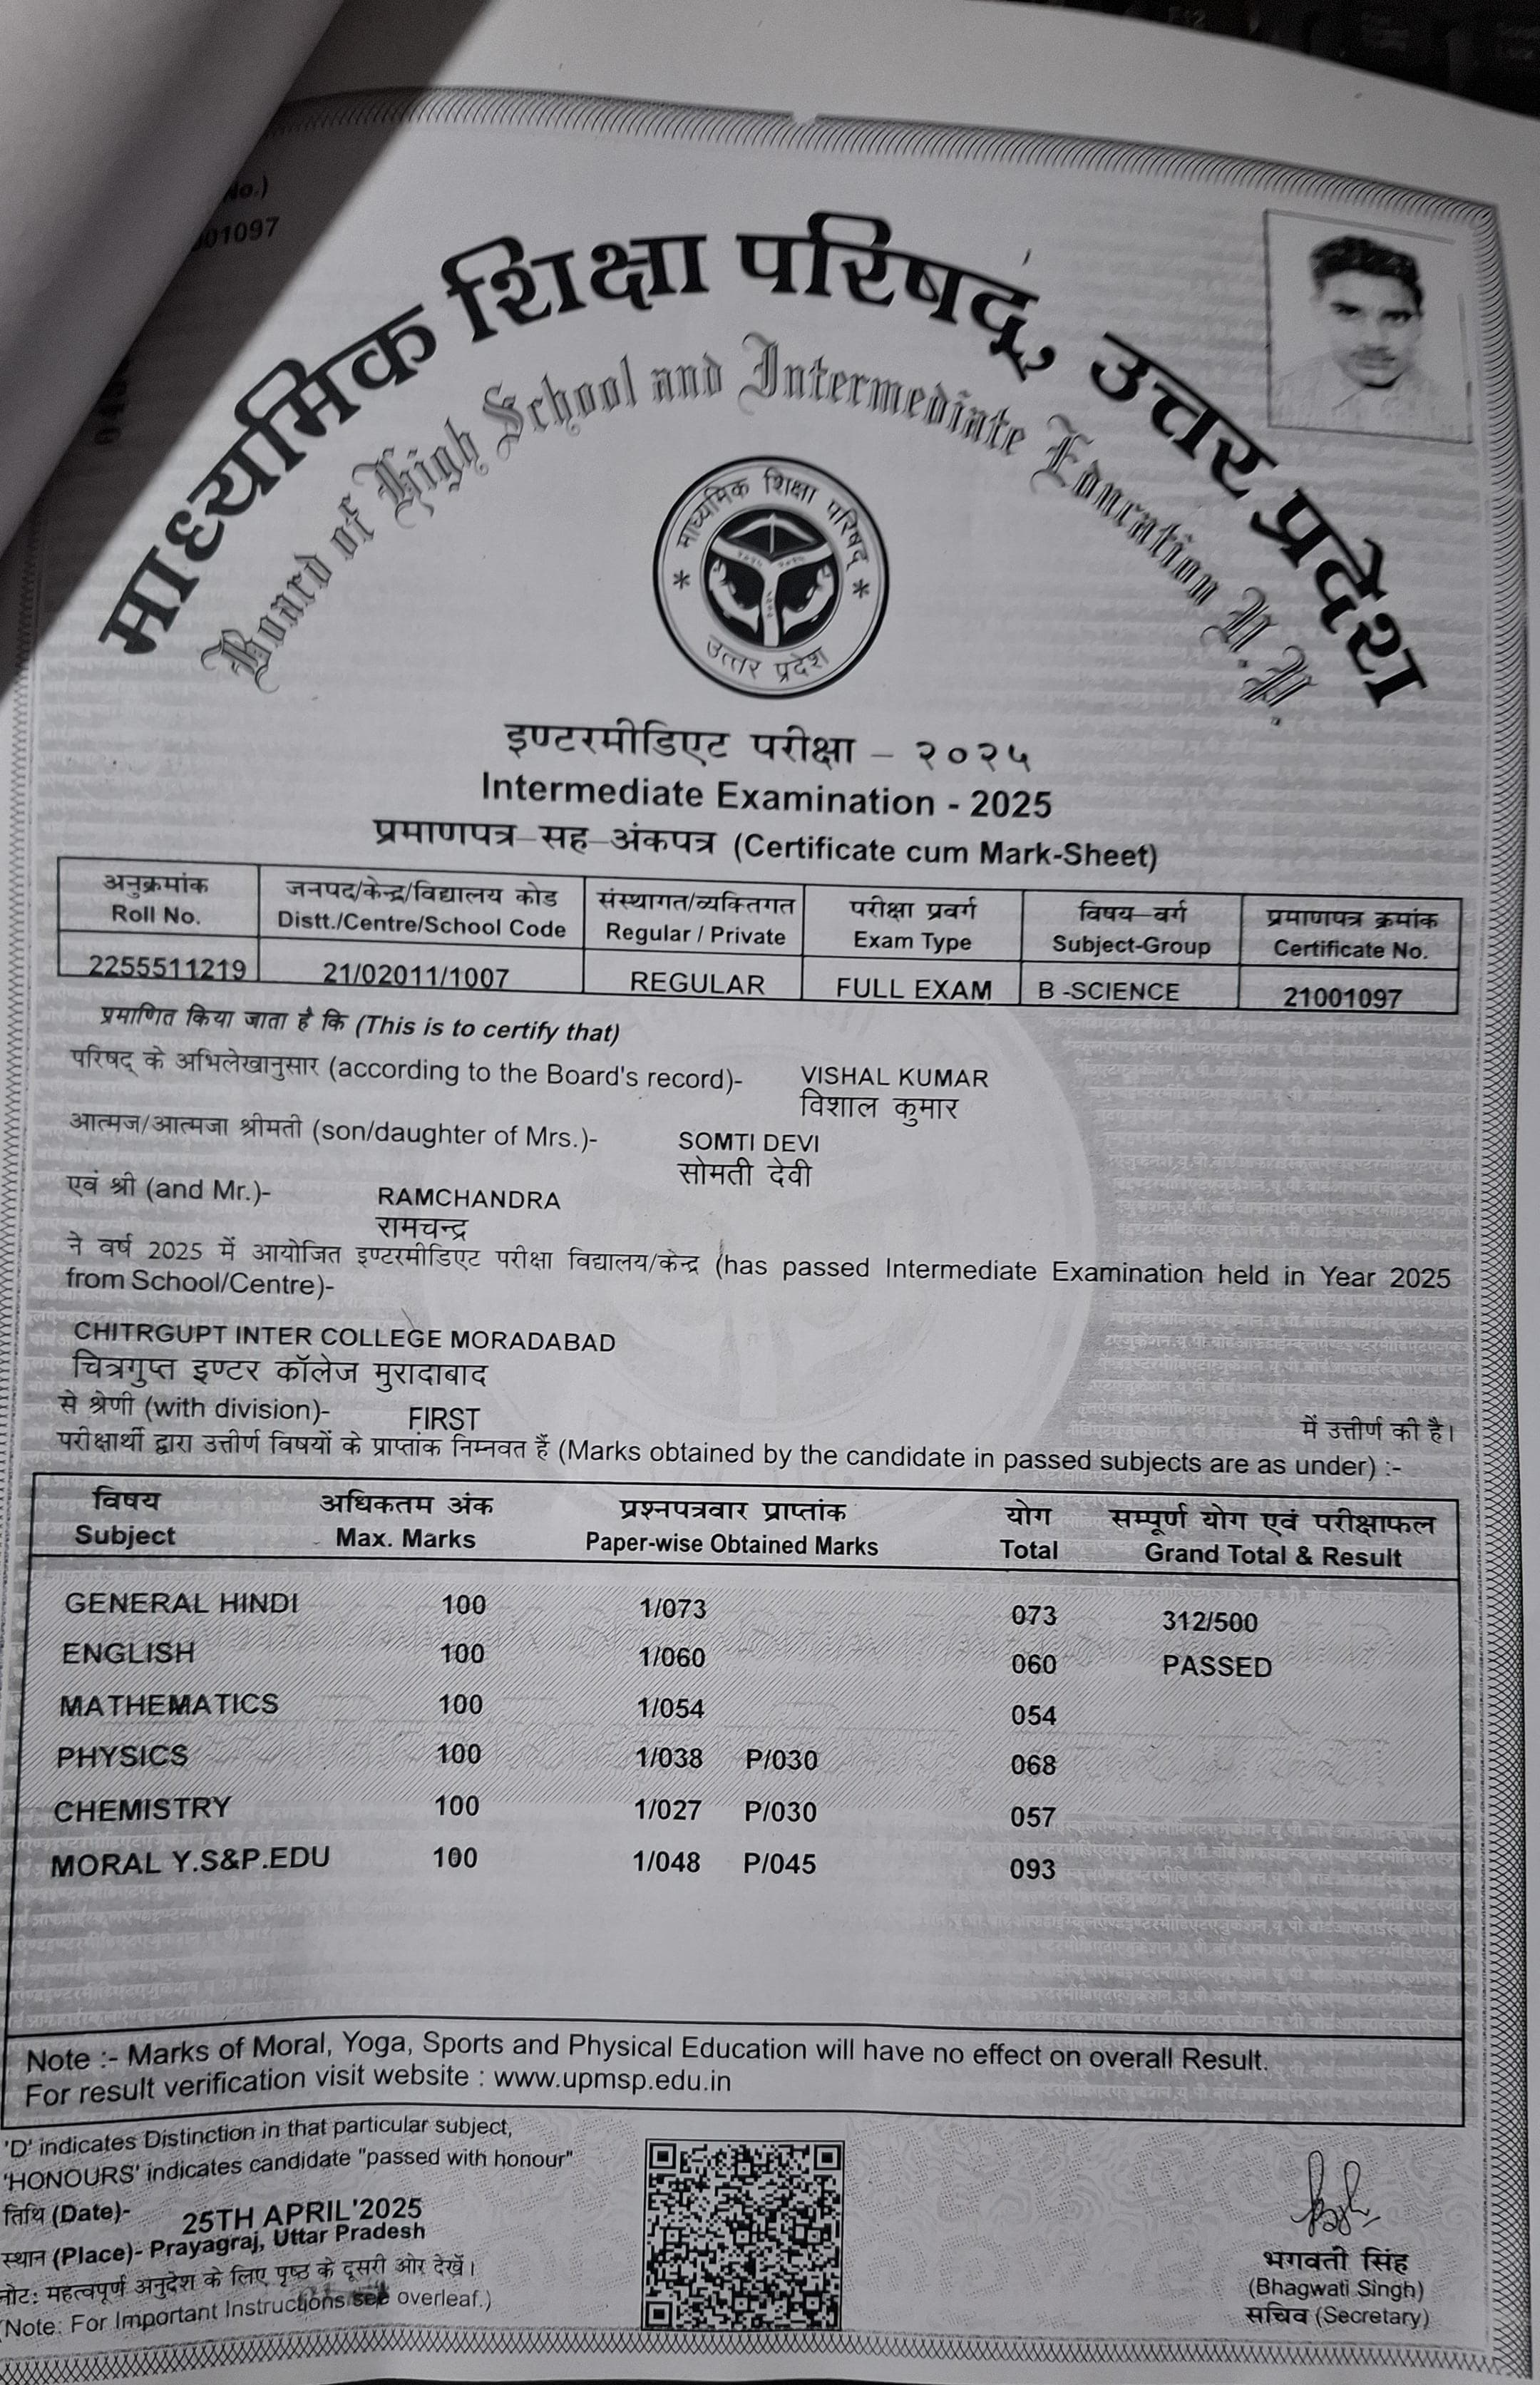 No.)
001097
माध्यमिक शिक्षा परिषद्, उत्तर प्रदेश
Board of High School and Intermediate Education U.P.
माध्यमिक शिक्षा परिषद्
उत्तर प्रदेश
इण्टरमीडिएट परीक्षा – २०२५
Intermediate Examination - 2025
प्रमाणपत्र–सह–अंकपत्र (Certificate cum Mark-Sheet)
अनुक्रमांक जनपद/केन्द्र/विद्यालय कोड संस्थागत/व्यक्तिगत परीक्षा प्रवर्ग विषय–वर्ग प्रमाणपत्र क्रमांक
Roll No. Distt./Centre/School Code Regular / Private Exam Type Subject-Group Certificate No.
2255511219 21/02011/1007 REGULAR FULL EXAM B -SCIENCE 21001097
प्रमाणित किया जाता है कि (This is to certify that)
परिषद् के अभिलेखानुसार (according to the Board's record)- VISHAL KUMAR
विशाल कुमार
आत्मज/आत्मजा श्रीमती (son/daughter of Mrs.)- SOMTI DEVI
सोमती देवी
एवं श्री (and Mr.)- RAMCHANDRA
रामचन्द्र
ने वर्ष 2025 में आयोजित इण्टरमीडिएट परीक्षा विद्यालय/केन्द्र (has passed Intermediate Examination held in Year 2025
from School/Centre)-
CHITRGUPT INTER COLLEGE MORADABAD
चित्रगुप्त इण्टर कॉलेज मुरादाबाद
से श्रेणी (with division)- FIRST में उत्तीर्ण की है।
परीक्षार्थी द्वारा उत्तीर्ण विषयों के प्राप्तांक निम्नवत हैं (Marks obtained by the candidate in passed subjects are as under) :-
विषय अधिकतम अंक प्रश्नपत्रवार प्राप्तांक योग सम्पूर्ण योग एवं परीक्षाफल
Subject Max. Marks Paper-wise Obtained Marks Total Grand Total & Result
GENERAL HINDI 100 1/073 073 312/500
ENGLISH 100 1/060 060 PASSED
MATHEMATICS 100 1/054 054
PHYSICS 100 1/038 P/030 068
CHEMISTRY 100 1/027 P/030 057
MORAL Y.S&P.EDU 100 1/048 P/045 093
Note :- Marks of Moral, Yoga, Sports and Physical Education will have no effect on overall Result.
For result verification visit website : www.upmsp.edu.in
'D' indicates Distinction in that particular subject,
'HONOURS' indicates candidate "passed with honour"
तिथि (Date)- 25TH APRIL'2025
स्थान (Place)- Prayagraj, Uttar Pradesh
नोट: महत्वपूर्ण अनुदेश के लिए पृष्ठ के दूसरी ओर देखें।
(Note: For Important Instructions see overleaf.)
भगवती सिंह
(Bhagwati Singh)
सचिव (Secretary)